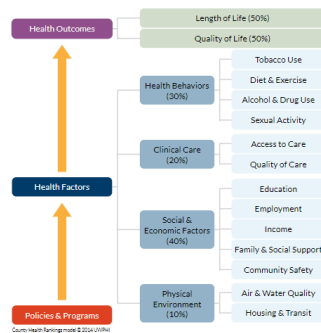 Health Outcomes
Length of Life (50%)
Quality of Life (50%)
Health Factors
Health Behaviors
(30%)
Tobacco Use
Diet & Exercise
Alcohol & Drug Use
Sexual Activity
Clinical Care
(20%)
Access to Care
Quality of Care
Social &
Economic Factors
(40%)
Education
Employment
Income
Family & Social Support
Community Safety
Physical
Environment
(10%)
Air & Water Quality
Housing & Transit
Policies & Programs
County Health Rankings model © 2014 UWPHI